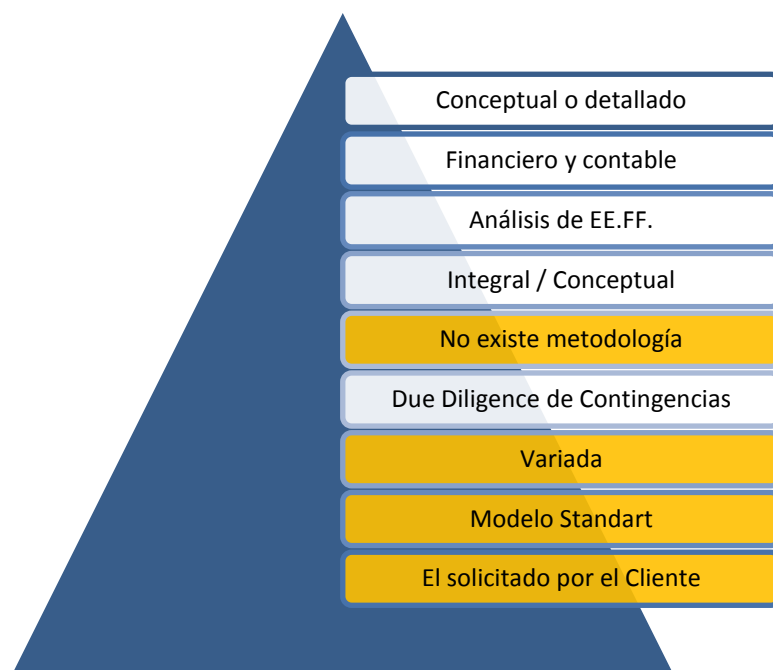 Conceptual o detallado
Financiero y contable
Análisis de EE.FF.
Integral / Conceptual
No existe metodología
Due Diligence de Contingencias
Variada
Modelo Standart
El solicitado por el Cliente